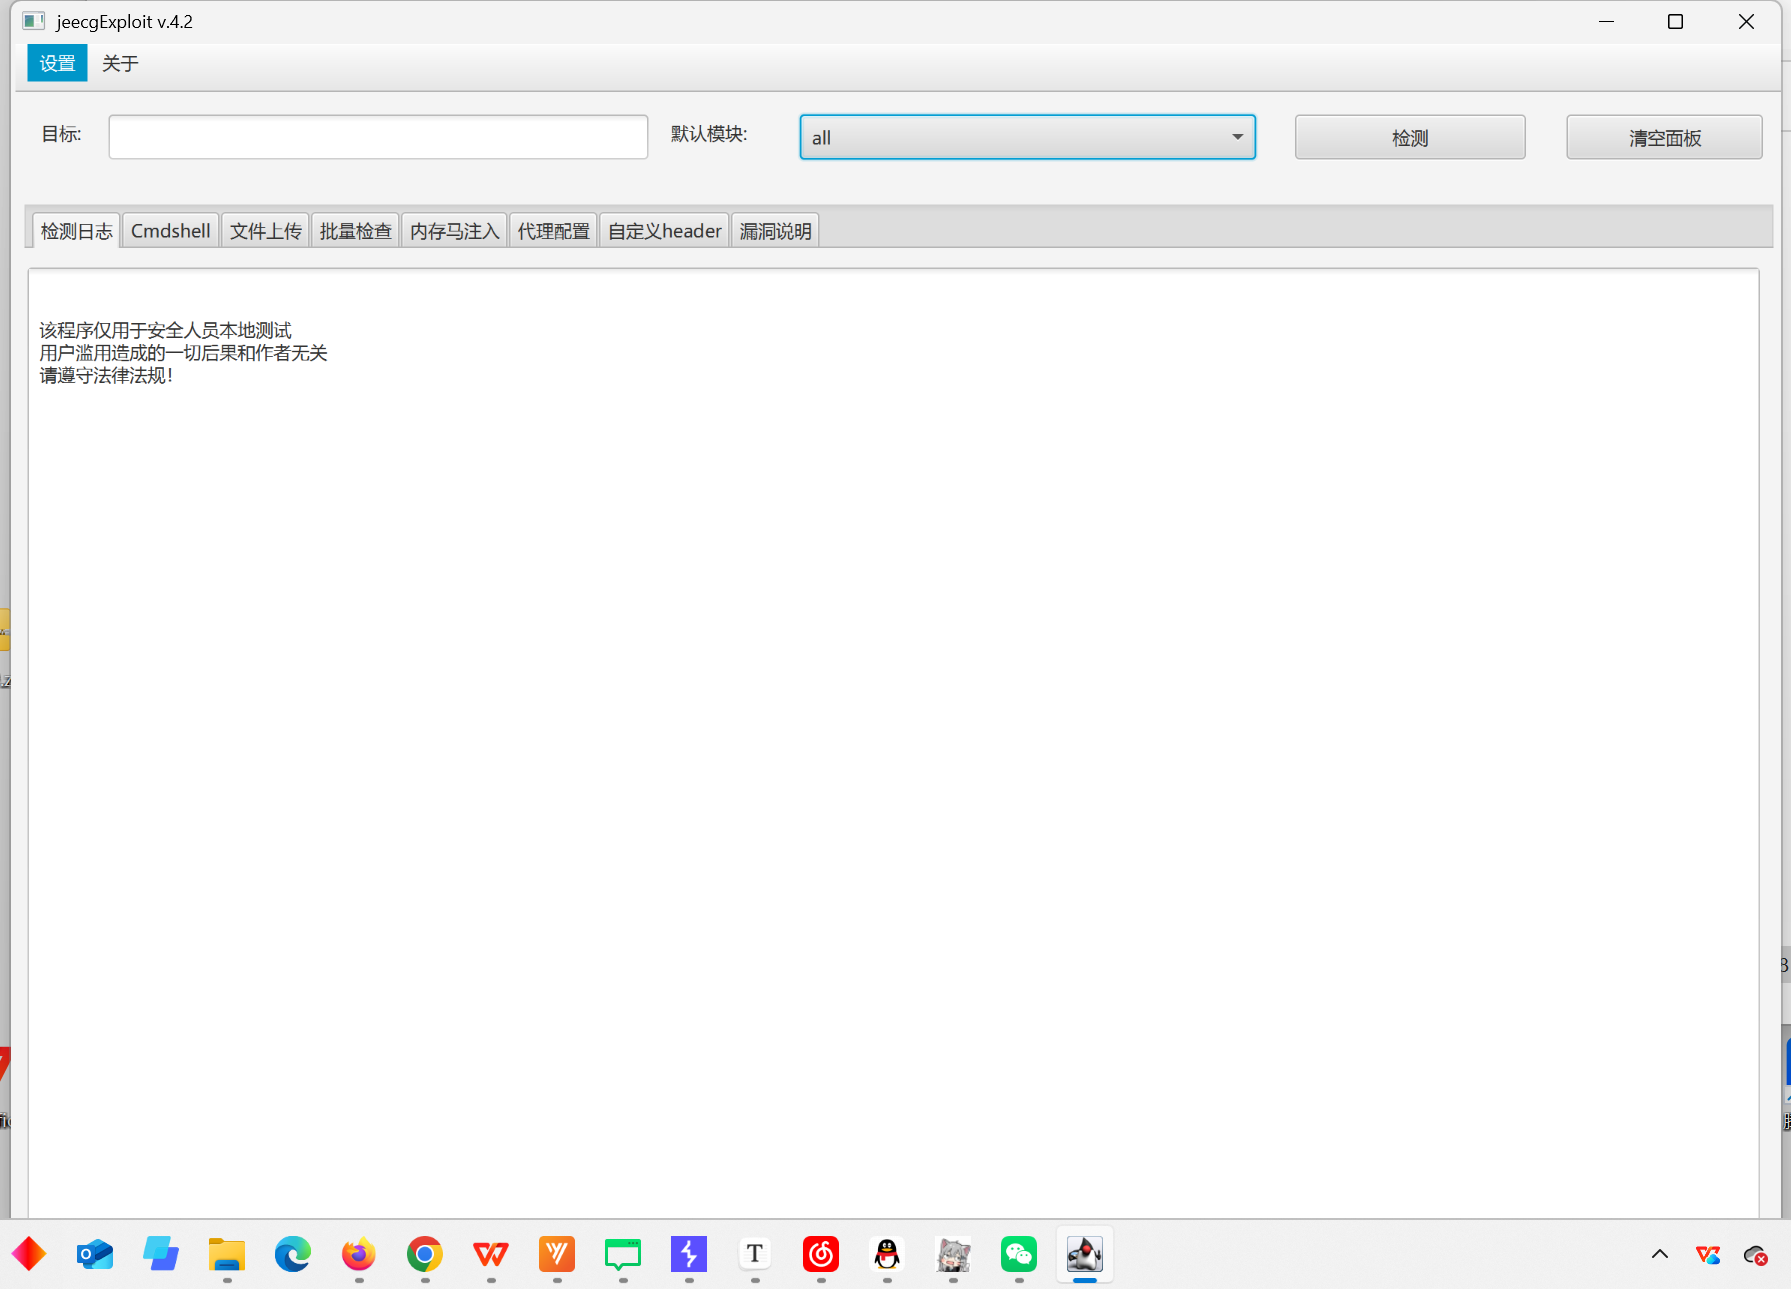 jeecgExploit v.4.2
设置 关于
目标: 默认模块: all 检测 清空面板
检测日志 Cmdshell 文件上传 批量检查 内存马注入 代理配置 自定义header 漏洞说明
该程序仅用于安全人员本地测试
用户滥用造成的一切后果和作者无关
请遵守法律法规!